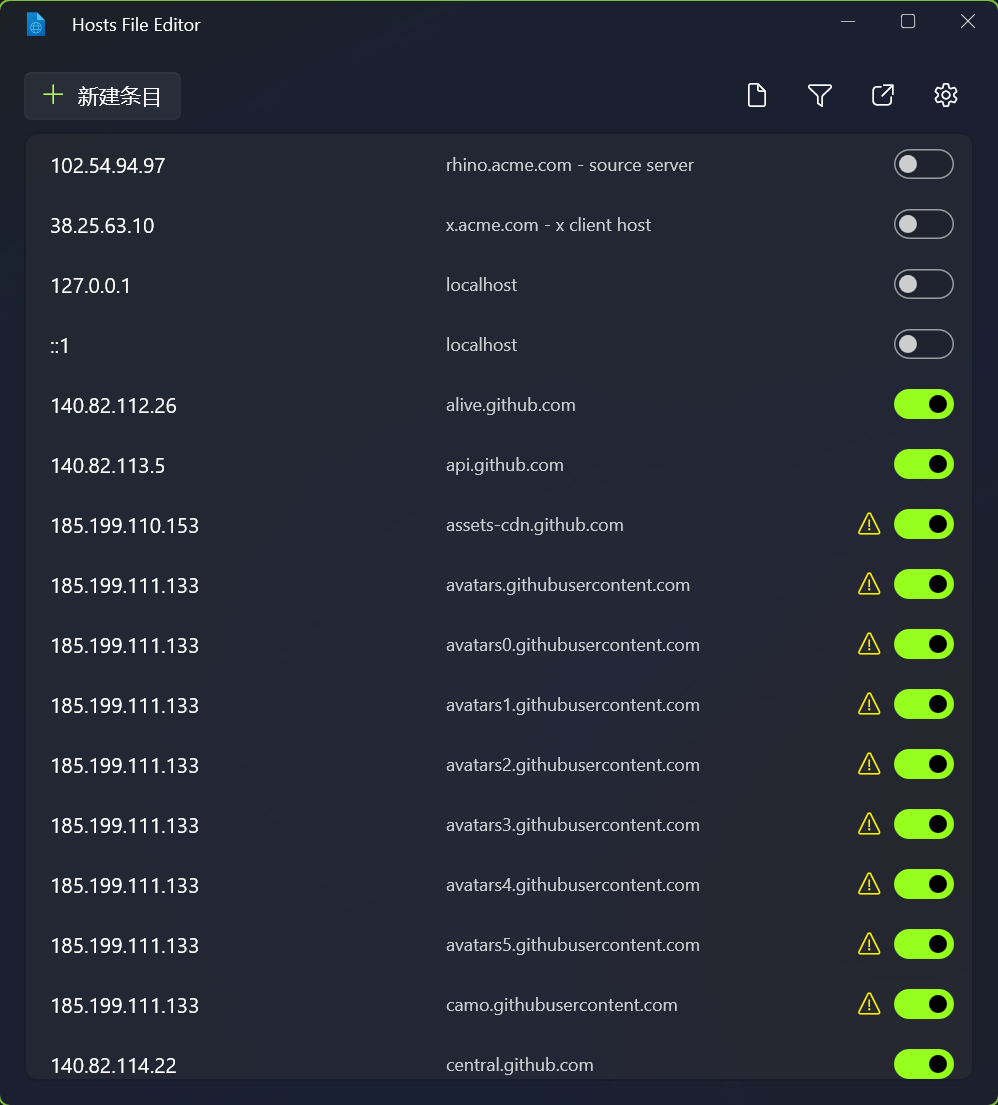 Hosts File Editor
新建条目
102.54.94.97 rhino.acme.com - source server
38.25.63.10 x.acme.com - x client host
127.0.0.1 localhost
::1 localhost
140.82.112.26 alive.github.com
140.82.113.5 api.github.com
185.199.110.153 assets-cdn.github.com
185.199.111.133 avatars.githubusercontent.com
185.199.111.133 avatars0.githubusercontent.com
185.199.111.133 avatars1.githubusercontent.com
185.199.111.133 avatars2.githubusercontent.com
185.199.111.133 avatars3.githubusercontent.com
185.199.111.133 avatars4.githubusercontent.com
185.199.111.133 avatars5.githubusercontent.com
185.199.111.133 camo.githubusercontent.com
140.82.114.22 central.github.com